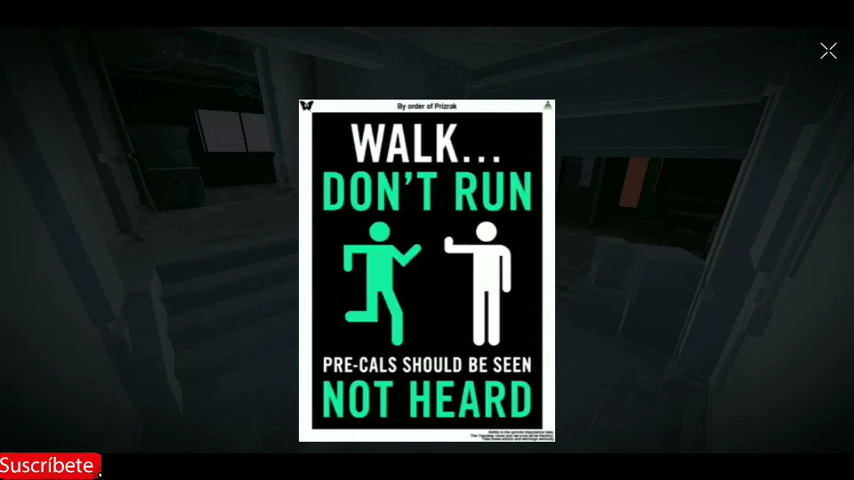 By order of Prizrak
WALK...
DON'T RUN
PRE-CALS SHOULD BE SEEN
NOT HEARD
Suscríbete